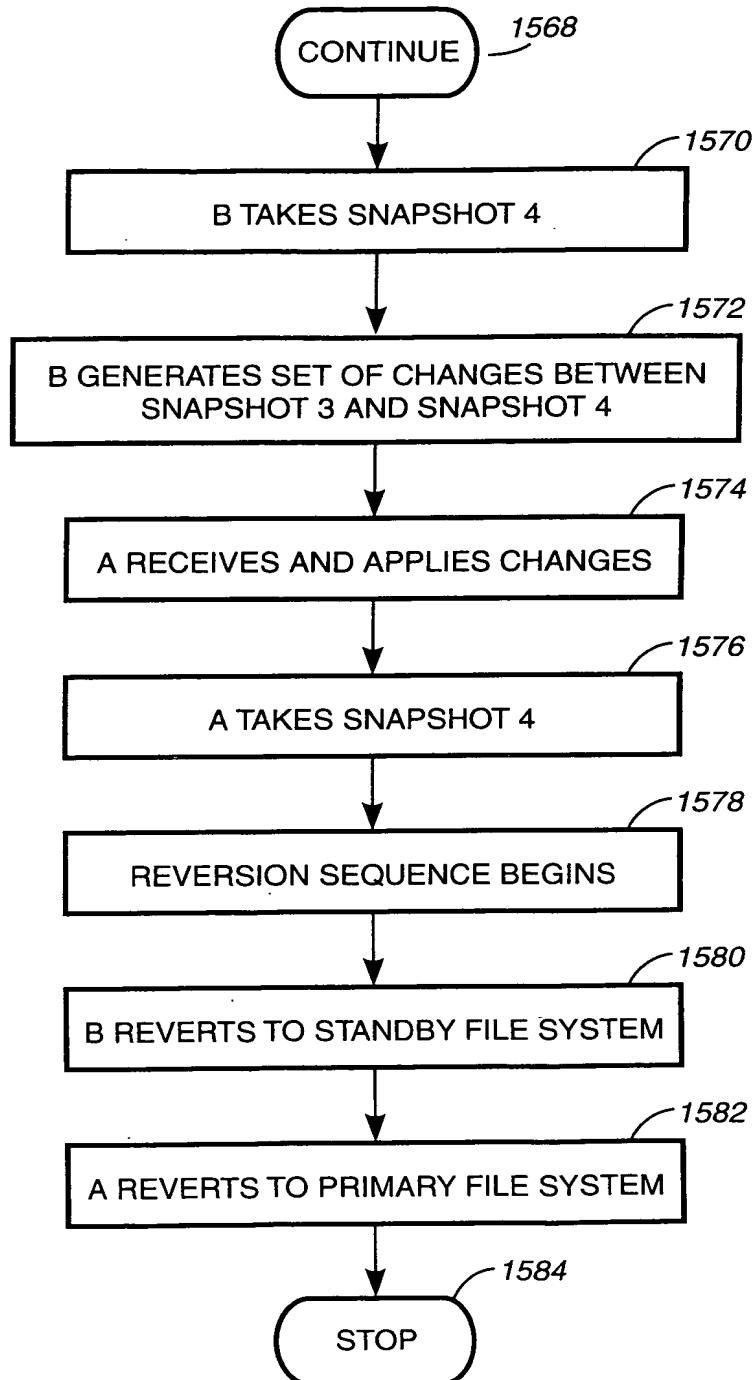 CONTINUE
1568
1570
B TAKES SNAPSHOT 4
1572
B GENERATES SET OF CHANGES BETWEEN
SNAPSHOT 3 AND SNAPSHOT 4
1574
A RECEIVES AND APPLIES CHANGES
1576
A TAKES SNAPSHOT 4
1578
REVERSION SEQUENCE BEGINS
1580
B REVERTS TO STANDBY FILE SYSTEM
1582
A REVERTS TO PRIMARY FILE SYSTEM
1584
STOP